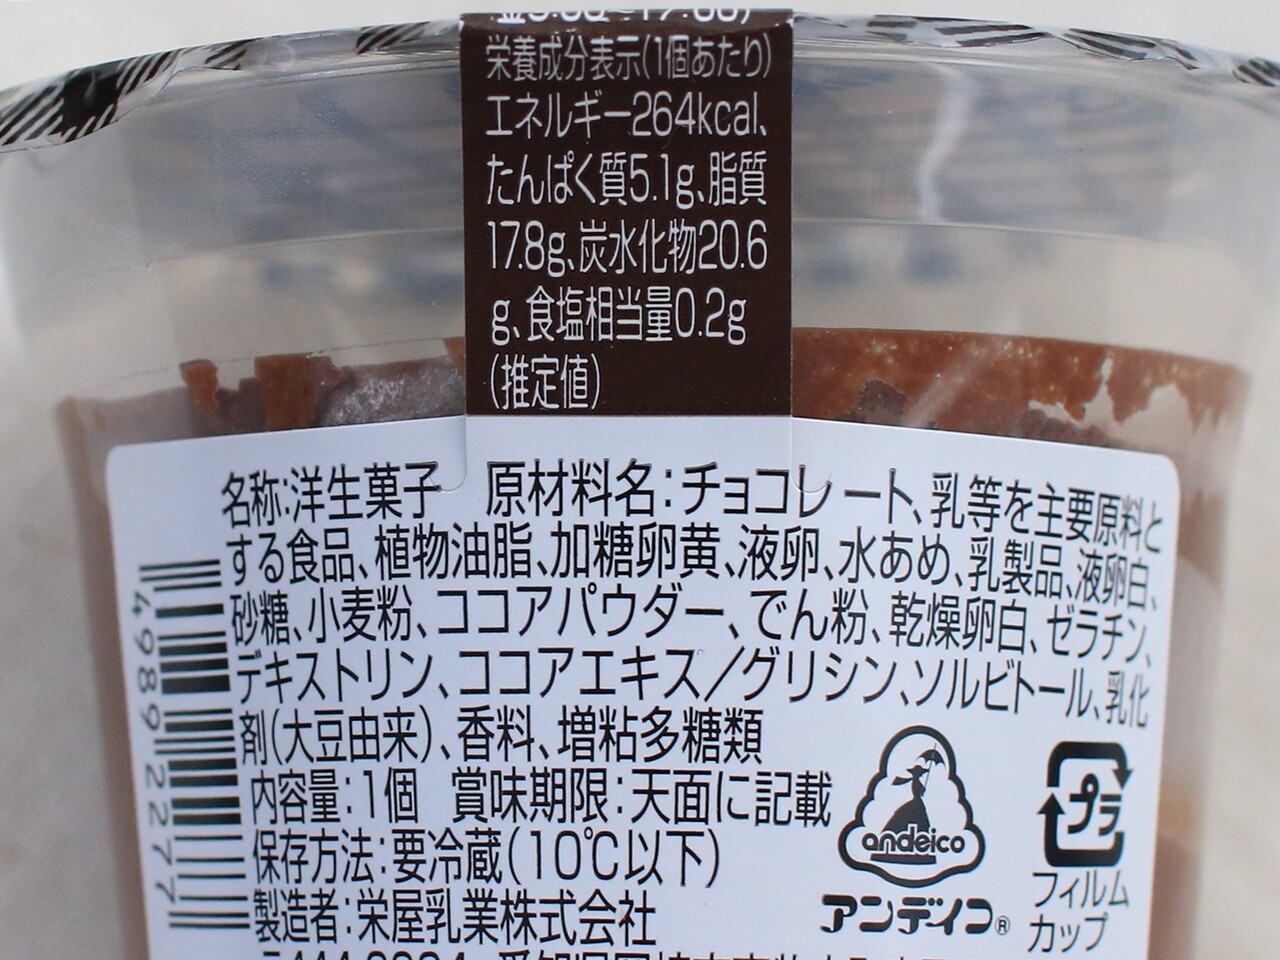 栄養成分表示(1個あたり)
エネルギー264kcal、
たんぱく質5.1g、脂質
17.8g、炭水化物20.6
g、食塩相当量0.2g
(推定値)
名称:洋生菓子 原材料名:チョコレート、乳等を主要原料と
する食品、植物油脂、加糖卵黄、液卵、水あめ、乳製品、液卵白、
砂糖、小麦粉、ココアパウダー、でん粉、乾燥卵白、ゼラチン、
デキストリン、ココアエキス/グリシン、ソルビトール、乳化
剤(大豆由来)、香料、増粘多糖類
内容量:1個 賞味期限:天面に記載
保存方法:要冷蔵(10℃以下)
製造者:栄屋乳業株式会社
4989227
andeico
アンデイコ®
プラ
フィルム
カップ